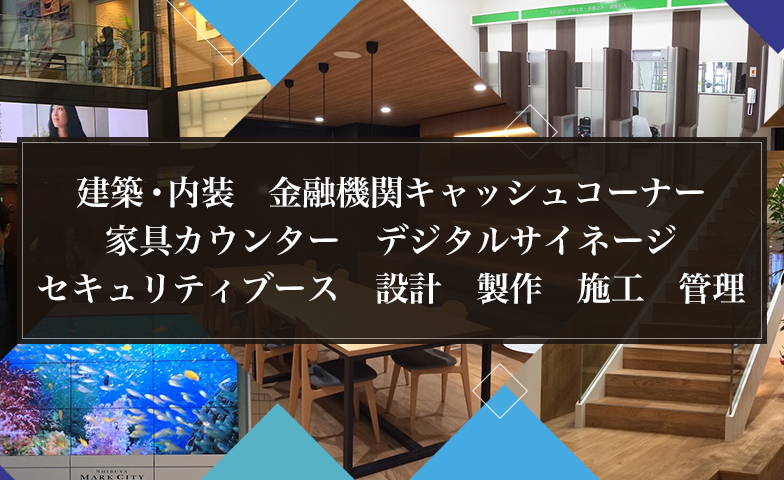 建築・内装　金融機関キャッシュコーナー
家具カウンター　デジタルサイネージ
セキュリティブース　設計　製作　施工　管理
SHIBUYA
MARK CITY